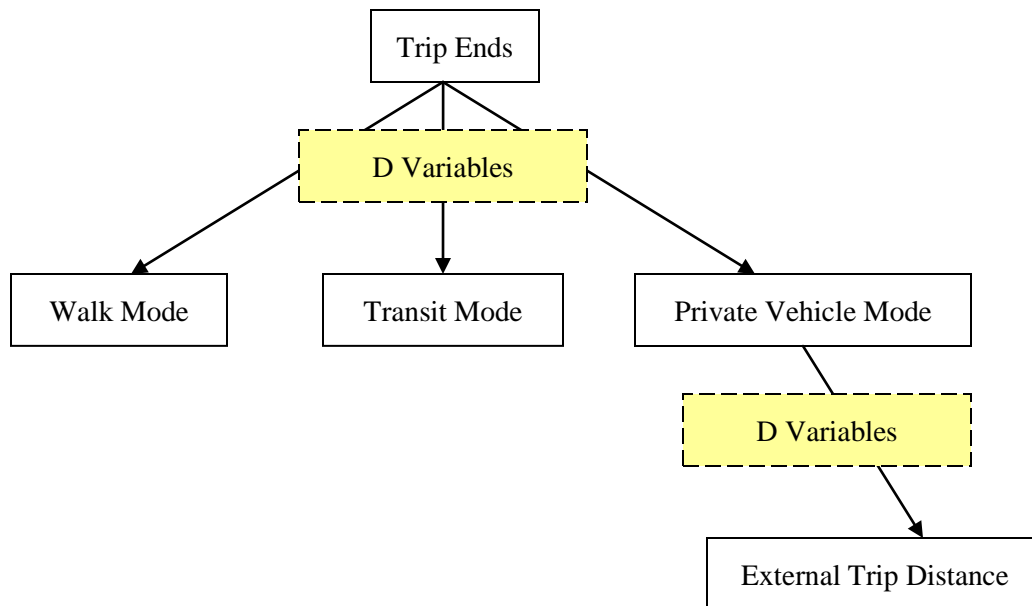 Trip Ends
D Variables
Walk Mode
Transit Mode
Private Vehicle Mode
D Variables
External Trip Distance